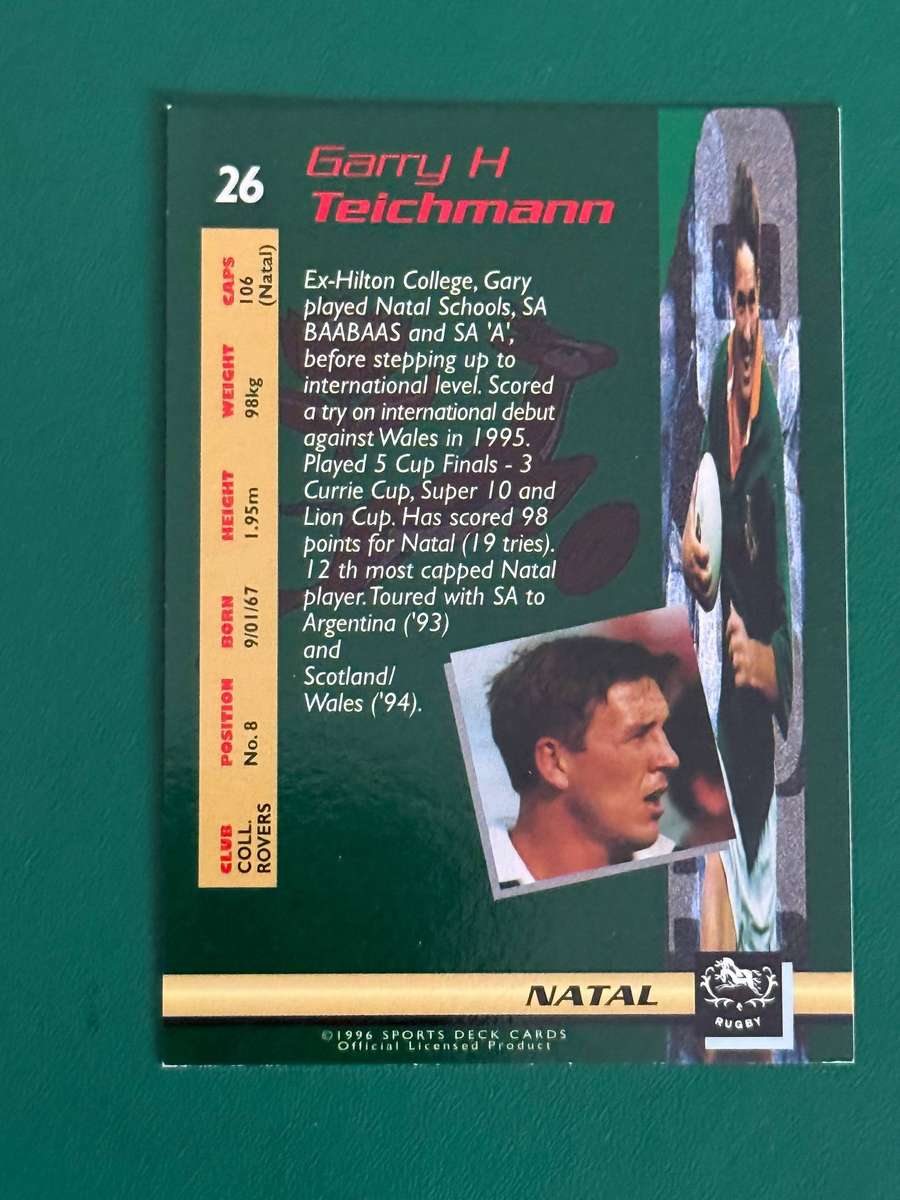 26
Garry H
Teichmann
CAPS
106
(Natal)
WEIGHT
98kg
HEIGHT
1.95m
BORN
9/01/67
POSITION
No. 8
CLUB
COLL.
ROVERS
Ex-Hilton College, Gary
played Natal Schools, SA
BAABAAS and SA 'A',
before stepping up to
international level. Scored
a try on international debut
against Wales in 1995.
Played 5 Cup Finals - 3
Currie Cup, Super 10 and
Lion Cup. Has scored 98
points for Natal (19 tries).
12 th most capped Natal
player. Toured with SA to
Argentina ('93)
and
Scotland/
Wales ('94).
NATAL
RUGBY
©1996 SPORTS DECK CARDS
Official Licensed Product